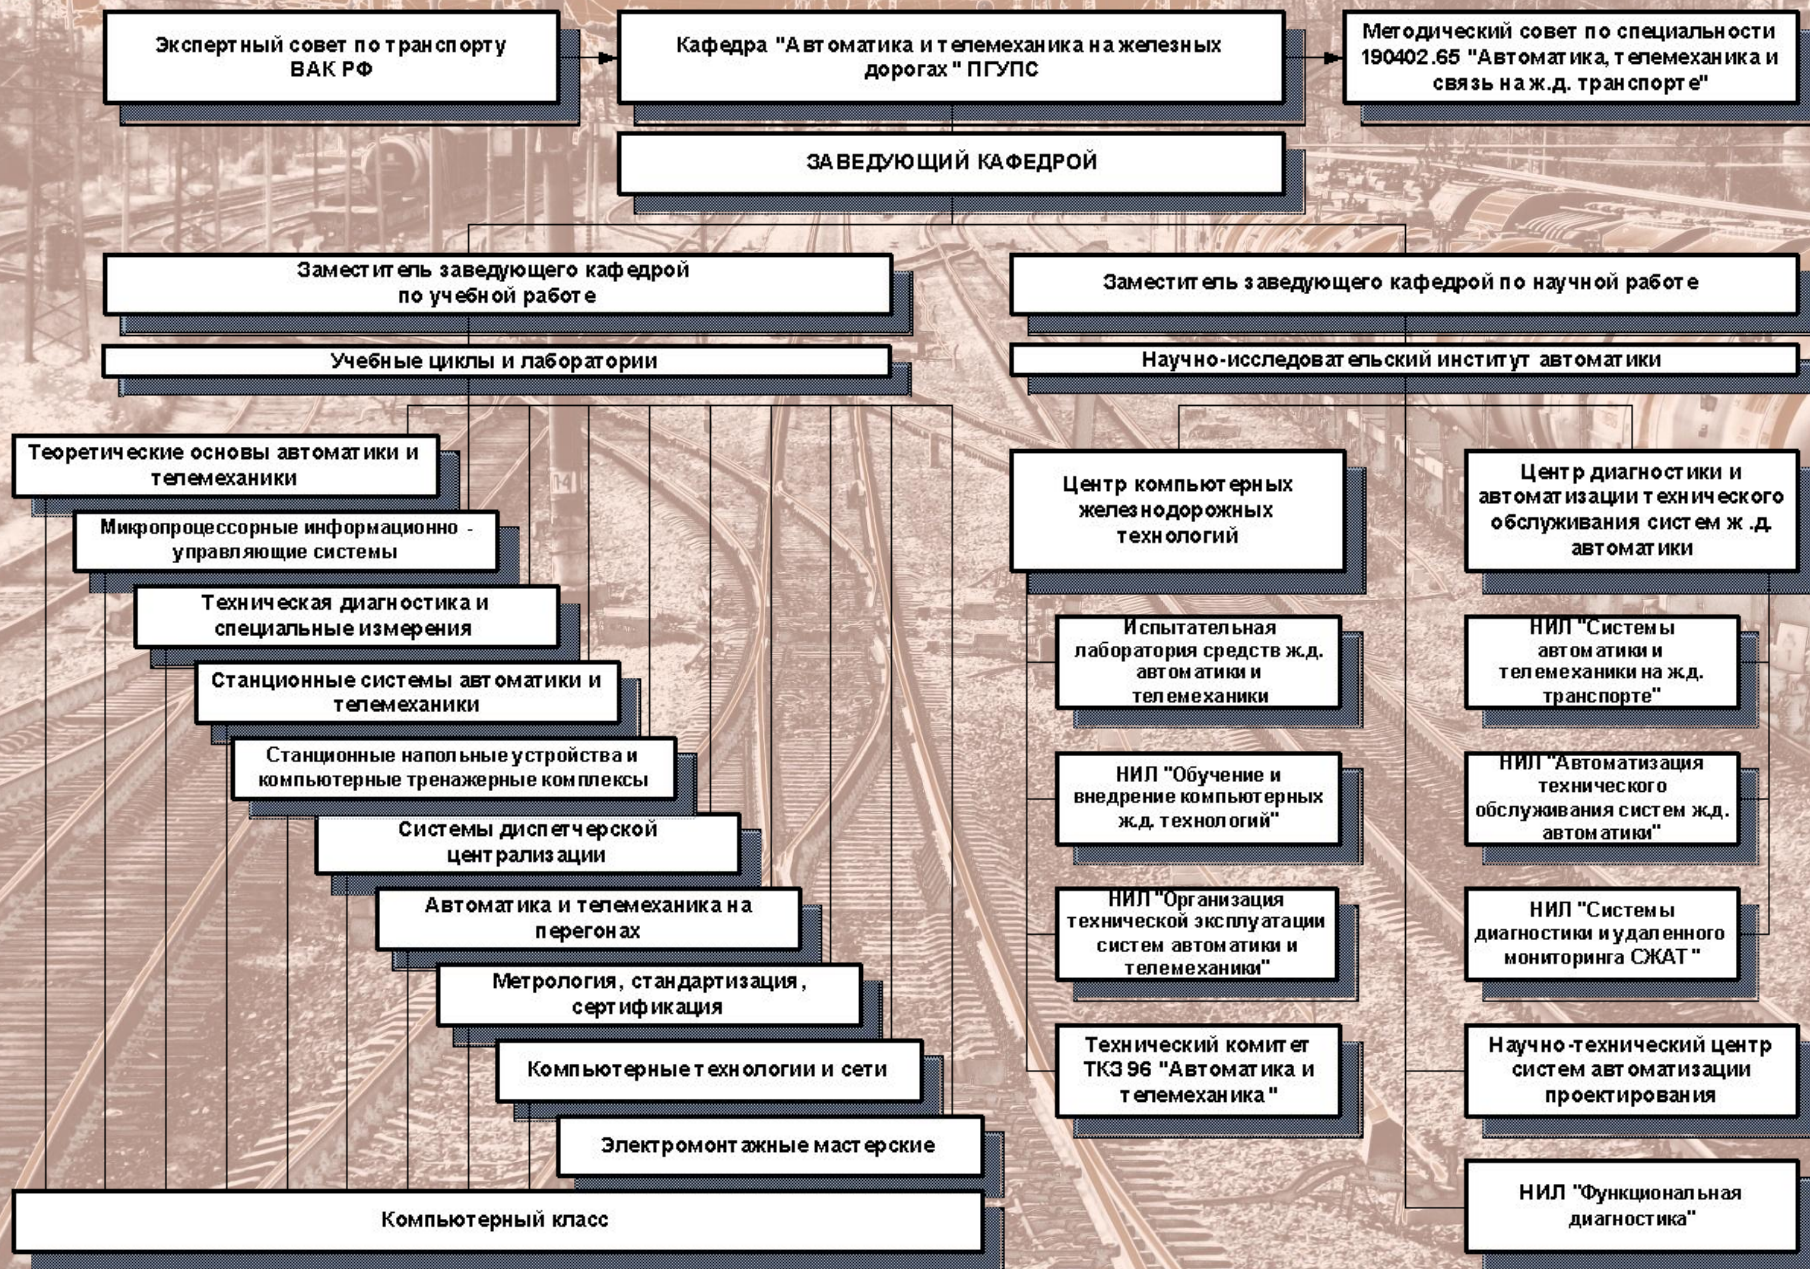 Экспертный совет по транспорту
ВАК РФ
Кафедра "Автоматика и телемеханика на железных
дорогах" ПГУПС
Методический совет по специальности
190402.65 "Автоматика, телемеханика и
связь на ж.д. транспорте"
ЗАВЕДУЮЩИЙ КАФЕДРОЙ
Заместитель заведующего кафедрой
по учебной работе
Заместитель заведующего кафедрой по научной работе
Учебные циклы и лаборатории
Научно-исследовательский институт автоматики
Теоретические основы автоматики и
телемеханики
Микропроцессорные информационно -
управляющие системы
Техническая диагностика и
специальные измерения
Станционные системы автоматики и
телемеханики
Станционные напольные устройства и
компьютерные тренажерные комплексы
Системы диспетчерской
централизации
Автоматика и телемеханика на
перегонах
Метрология, стандартизация,
сертификация
Компьютерные технологии и сети
Электромонтажные мастерские
Компьютерный класс
Центр компьютерных
железнодорожных
технологий
Испытательная
лаборатория средств ж.д.
автоматики и
телемеханики
НИЛ "Обучение и
внедрение компьютерных
ж.д. технологий"
НИЛ "Организация
технической эксплуатации
систем автоматики и
телемеханики"
Технический комитет
ТК396 "Автоматика и
телемеханика"
Центр диагностики и
автоматизации технического
обслуживания систем ж.д.
автоматики
НИЛ "Системы
автоматики и
телемеханики на ж.д.
транспорте"
НИЛ "Автоматизация
технического
обслуживания систем ж.д.
автоматики"
НИЛ "Системы
диагностики и удаленного
мониторинга СЖАТ"
Научно-технический центр
систем автоматизации
проектирования
НИЛ "Функциональная
диагностика"
14